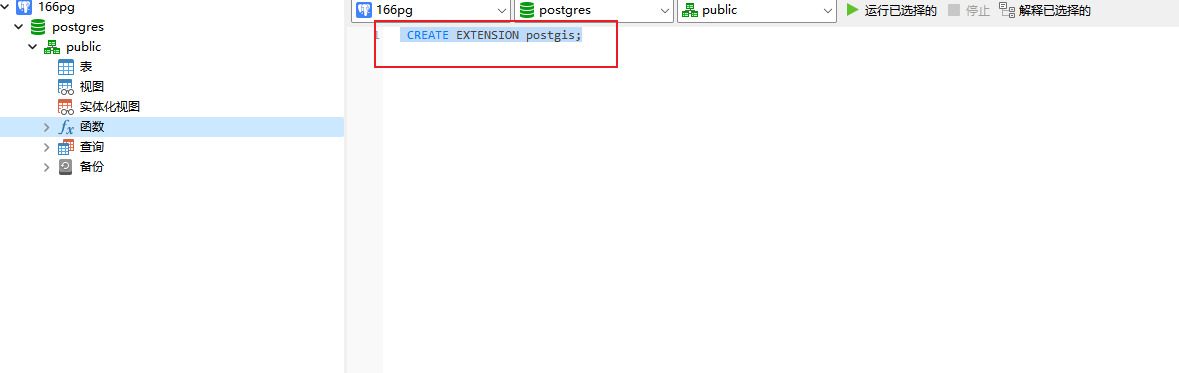 166pg
postgres
public
表
视图
实体化视图
函数
查询
备份
166pg postgres public 运行已选择的 停止 解释已选择的
1 CREATE EXTENSION postgis;